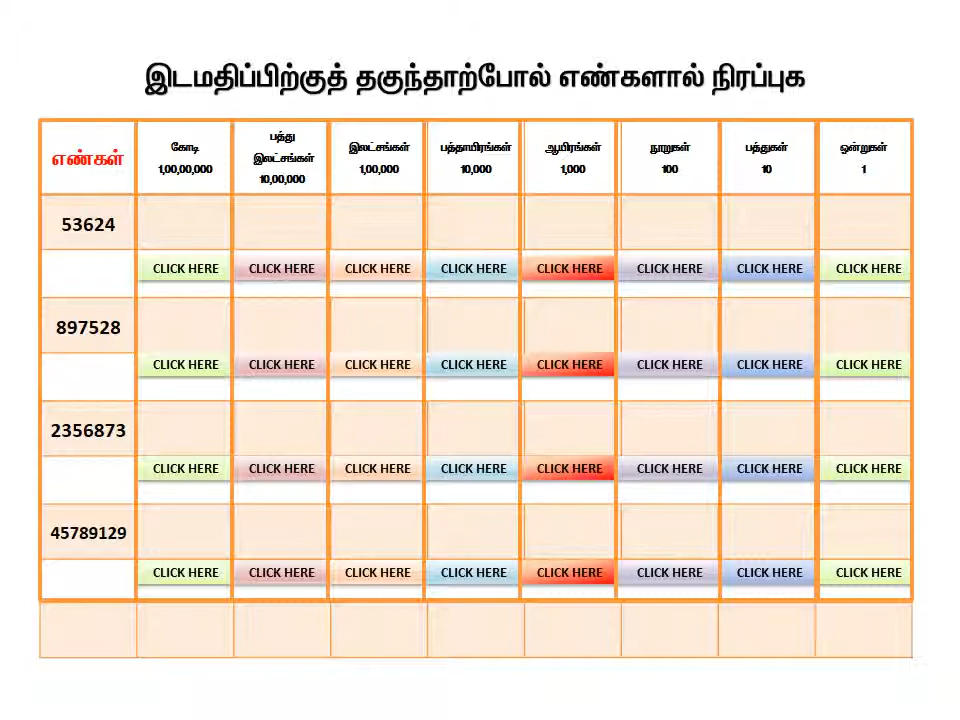 இடமதிப்பிற்குத் தகுந்தாற்போல் எண்களால் நிரப்புக
எண்கள்
கோடி
1,00,00,000
பத்து
இலட்சங்கள்
10,00,000
இலட்சங்கள்
1,00,000
பத்தாயிரங்கள்
10,000
ஆயிரங்கள்
1,000
நூறுகள்
100
பத்துகள்
10
ஒன்றுகள்
1
53624
CLICK HERE CLICK HERE CLICK HERE CLICK HERE CLICK HERE CLICK HERE CLICK HERE CLICK HERE
897528
CLICK HERE CLICK HERE CLICK HERE CLICK HERE CLICK HERE CLICK HERE CLICK HERE CLICK HERE
2356873
CLICK HERE CLICK HERE CLICK HERE CLICK HERE CLICK HERE CLICK HERE CLICK HERE CLICK HERE
45789129
CLICK HERE CLICK HERE CLICK HERE CLICK HERE CLICK HERE CLICK HERE CLICK HERE CLICK HERE